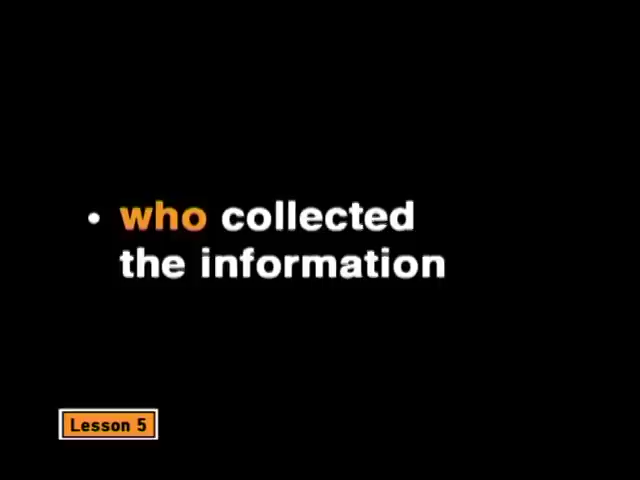 • who collected
the information
Lesson 5